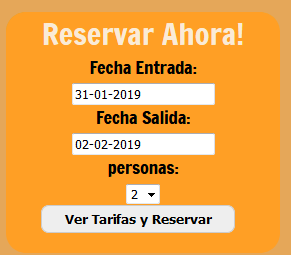 Reservar Ahora!
Fecha Entrada:
31-01-2019
Fecha Salida:
02-02-2019
personas:
2
Ver Tarifas y Reservar